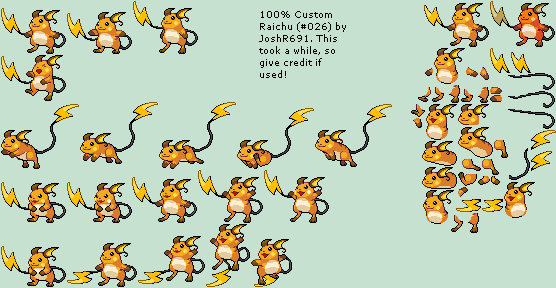 100% Custom
Raichu (#026) by
JoshR691. This
took a while, so
give credit if
used!